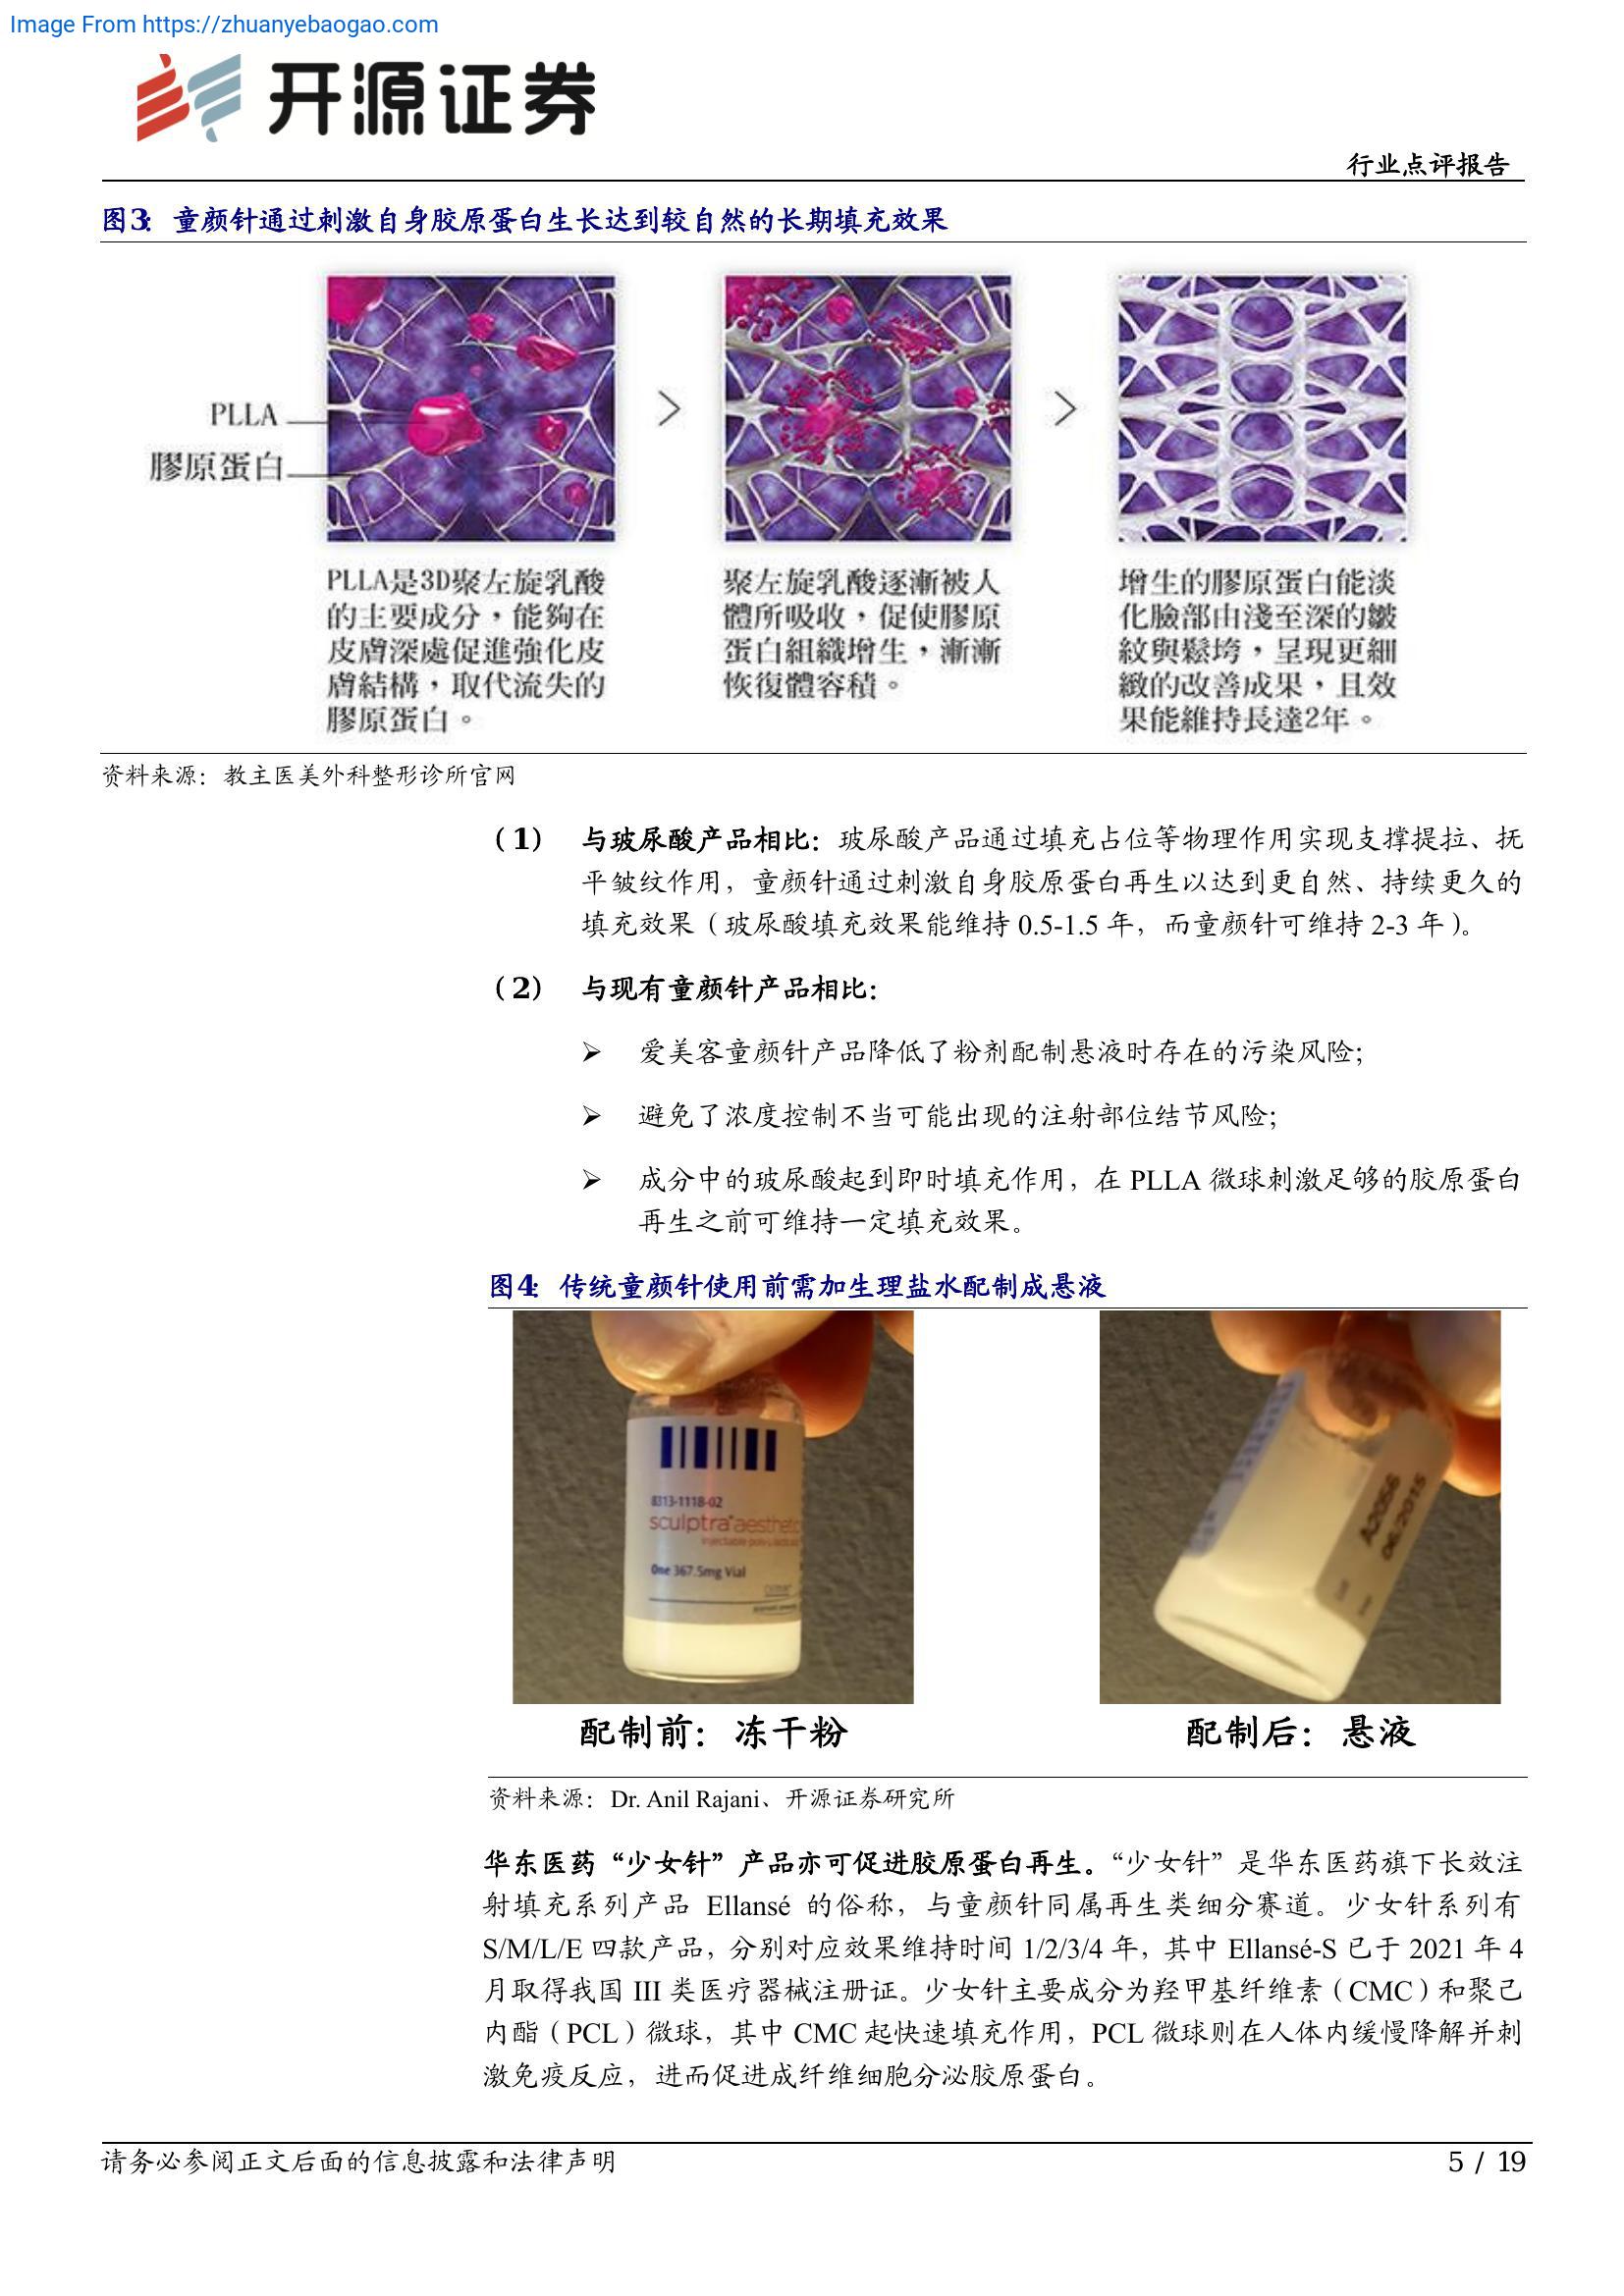 Image From https://zhuanyebaogao.com
开源证券
行业点评报告
图3：童颜针通过刺激自身胶原蛋白生长达到较自然的长期填充效果
PLLA
膠原蛋白
PLLA是3D聚左旋乳酸
的主要成分，能夠在
皮膚深處促進強化皮
膚結構，取代流失的
膠原蛋白。
聚左旋乳酸逐漸被人
體所吸收，促使膠原
蛋白組織增生，漸漸
恢復體容積。
增生的膠原蛋白能淡
化臉部由淺至深的皺
紋與鬆垮，呈現更細
緻的改善成果，且效
果能維持長達2年。
资料来源：教主医美外科整形诊所官网
（1） 与玻尿酸产品相比：玻尿酸产品通过填充占位等物理作用实现支撑提拉、抚
平皱纹作用，童颜针通过刺激自身胶原蛋白再生以达到更自然、持续更久的
填充效果（玻尿酸填充效果能维持 0.5-1.5 年，而童颜针可维持 2-3 年）。
（2） 与现有童颜针产品相比：
➢ 爱美客童颜针产品降低了粉剂配制悬液时存在的污染风险；
➢ 避免了浓度控制不当可能出现的注射部位结节风险；
➢ 成分中的玻尿酸起到即时填充作用，在 PLLA 微球刺激足够的胶原蛋白
再生之前可维持一定填充效果。
图4：传统童颜针使用前需加生理盐水配制成悬液
8313-1118-02
sculptra aesthetic
injectable poly-l-lactic acid
One 367.5mg Vial
A2056
06.2015
配制前：冻干粉
配制后：悬液
资料来源：Dr. Anil Rajani、开源证券研究所
华东医药“少女针”产品亦可促进胶原蛋白再生。“少女针”是华东医药旗下长效注
射填充系列产品 Ellansé 的俗称，与童颜针同属再生类细分赛道。少女针系列有
S/M/L/E 四款产品，分别对应效果维持时间 1/2/3/4 年，其中 Ellansé-S 已于 2021 年 4
月取得我国 III 类医疗器械注册证。少女针主要成分为羟甲基纤维素（CMC）和聚己
内酯（PCL）微球，其中 CMC 起快速填充作用，PCL 微球则在人体内缓慢降解并刺
激免疫反应，进而促进成纤维细胞分泌胶原蛋白。
请务必参阅正文后面的信息披露和法律声明
5 / 19